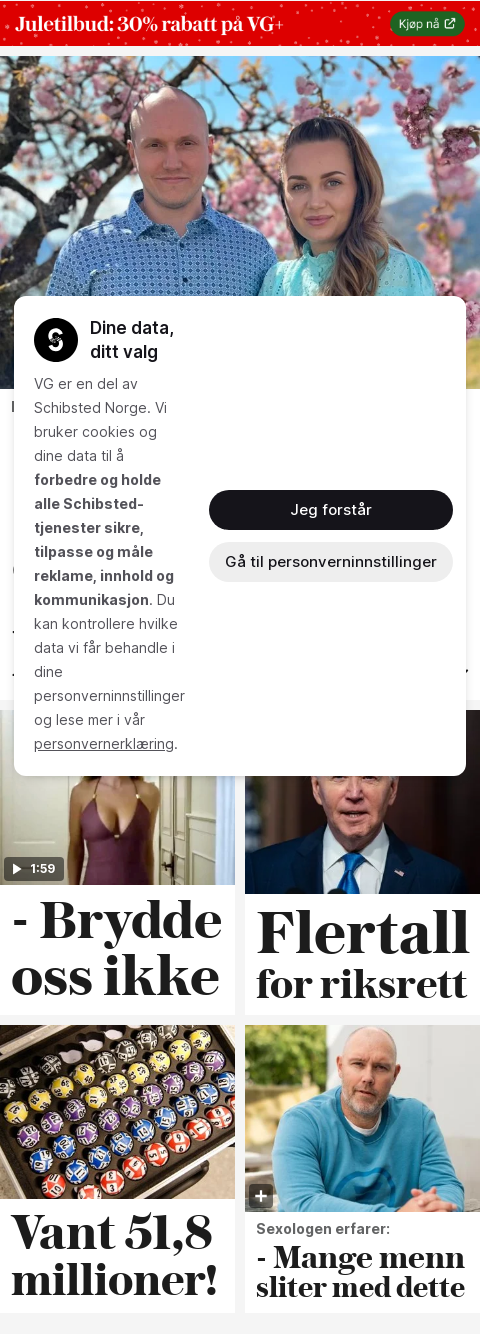 Juletilbud: 30% rabatt på VG+
Kjøp nå
Dine data,
ditt valg
VG er en del av
Schibsted Norge. Vi
bruker cookies og
dine data til å
forbedre og holde
alle Schibsted-
tjenester sikre,
tilpasse og måle
reklame, innhold og
kommunikasjon. Du
kan kontrollere hvilke
data vi får behandle i
dine
personverninnstillinger
og lese mer i vår
personvernerklæring.
Jeg forstår
Gå til personverninnstillinger
1:59
- Brydde
oss ikke
Flertall
for riksrett
Vant 51,8
millioner!
Sexologen erfarer:
- Mange menn
sliter med dette